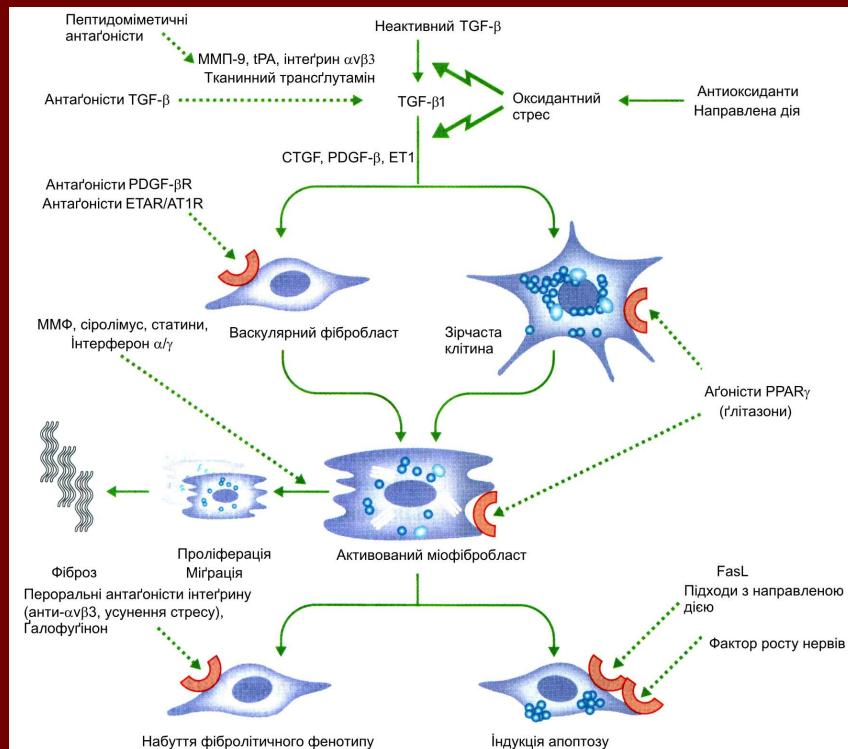 Пептидоміметичні
антаґоністи
Неактивний TGF-β
ММП-9, tPA, інтеґрин αvβ3
Тканинний трансґлутамін
Антаґоністи TGF-β
TGF-β1
Оксидантний
стрес
Антиоксиданти
Направлена дія
CTGF, PDGF-β, ET1
Антаґоністи PDGF-βR
Антаґоністи ETAR/AT1R
ММФ, сіролімус, статини,
Інтерферон α/γ
Васкулярний фібробласт
Зірчаста
клітина
Аґоністи PPARγ
(ґлітазони)
Проліферація
Міґрація
Активований міофібробласт
Фіброз
Пероральні антаґоністи інтеґрину
(анти-αvβ3, усунення стресу),
Ґалофуґінон
FasL
Підходи з направленою
дією
Фактор росту нервів
Набуття фібролітичного фенотипу
Індукція апоптозу